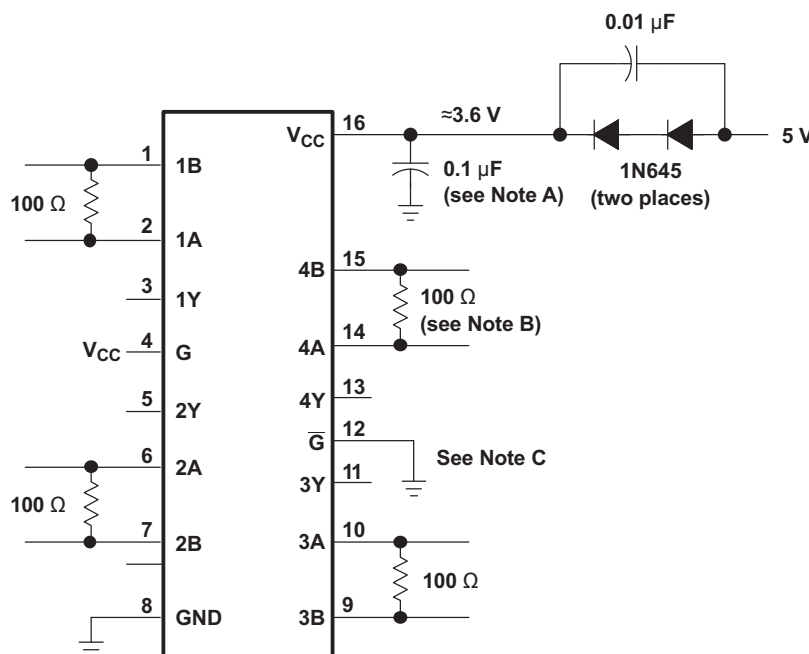 0.01 µF
16
≈3.6 V
VCC
5 V
1
1B
0.1 µF
(see Note A)
1N645
(two places)
100 Ω
2
1A
15
4B
3
1Y
100 Ω
(see Note B)
VCC
4
G
14
4A
5
2Y
13
4Y
12
G̅
See Note C
6
2A
11
3Y
100 Ω
7
2B
10
3A
100 Ω
8
GND
9
3B